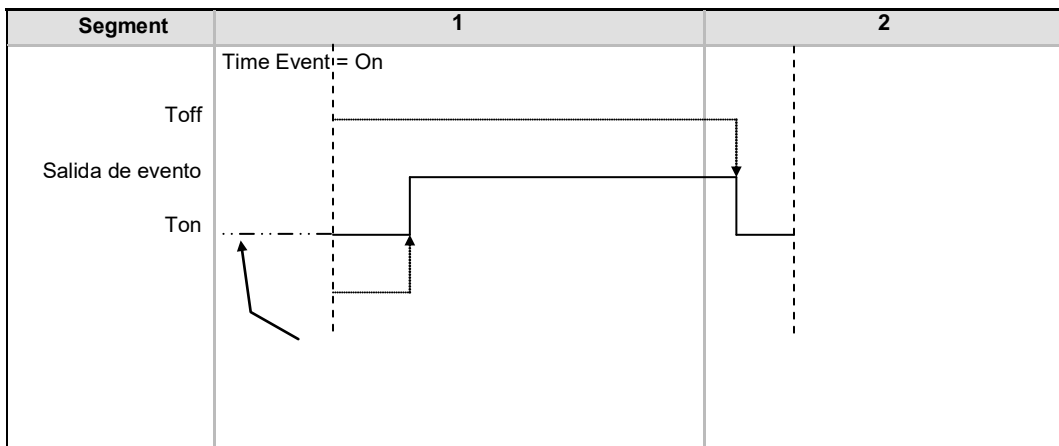 Segment 1 2
Time Event = On
Toff
Salida de evento
Ton